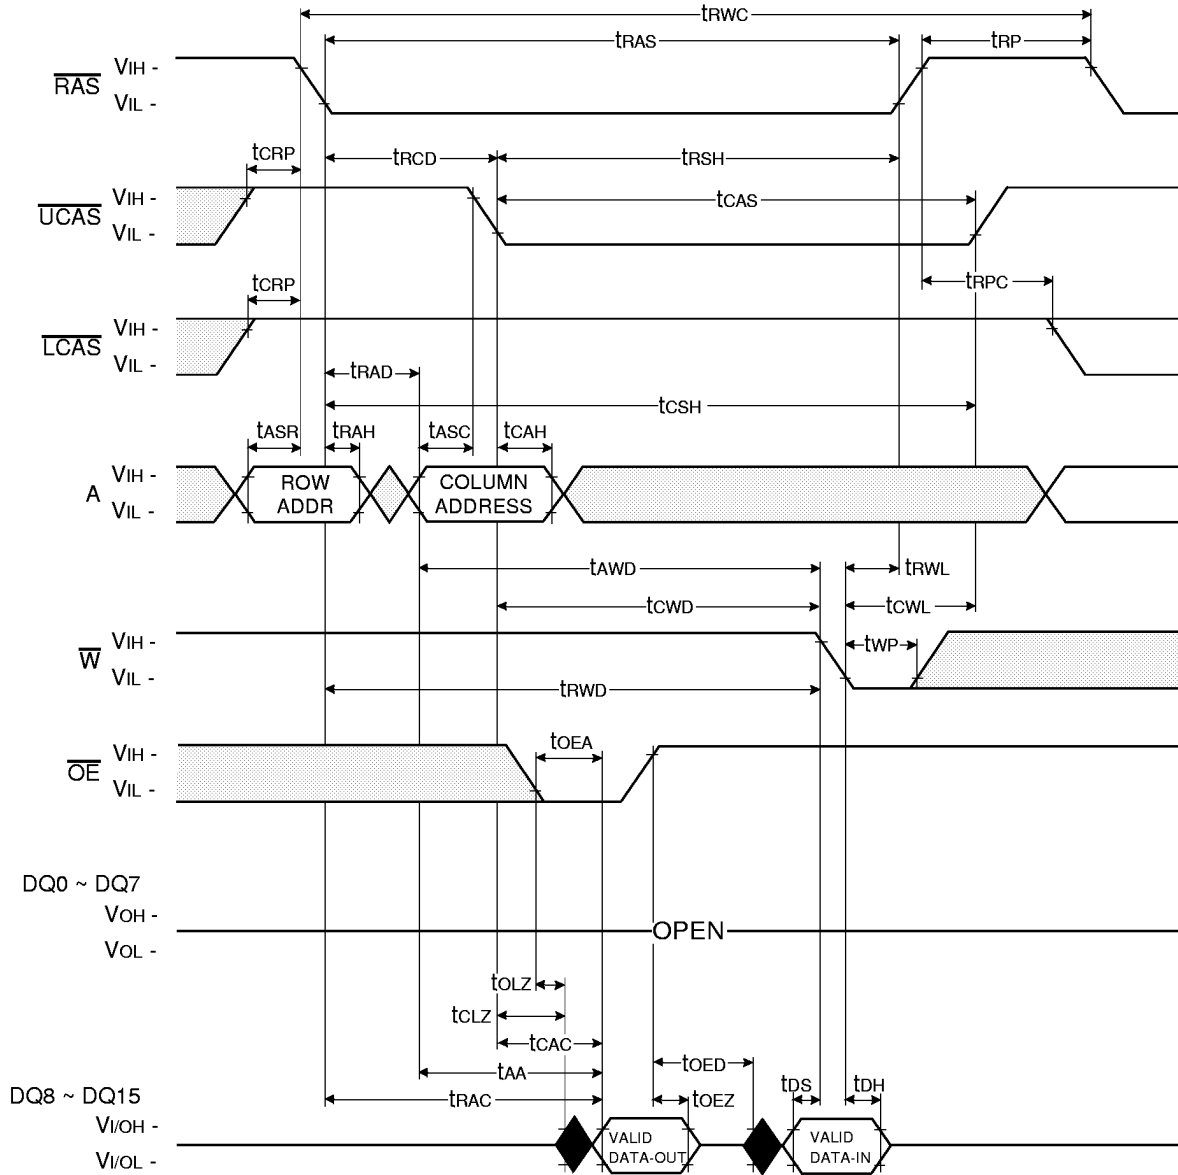 tRWC
tRAS
tRP
RAS
VIH -
VIL -
tCRP
tRCD
tRSH
UCAS
VIH -
VIL -
tCAS
tCRP
tRPC
LCAS
VIH -
VIL -
tRAD
tCSH
tASR
tRAH
tASC
tCAH
A
VIH -
VIL -
ROW
ADDR
COLUMN
ADDRESS
tAWD
tRWL
tCWD
tCWL
W
VIH -
VIL -
tWP
tRWD
OE
VIH -
VIL -
tOEA
DQ0 ~ DQ7
VOH -
VOL -
OPEN
tOLZ
tCLZ
tCAC
tOED
tAA
tDS
tDH
tRAC
tOEZ
DQ8 ~ DQ15
VI/OH -
VI/OL -
VALID
DATA-OUT
VALID
DATA-IN